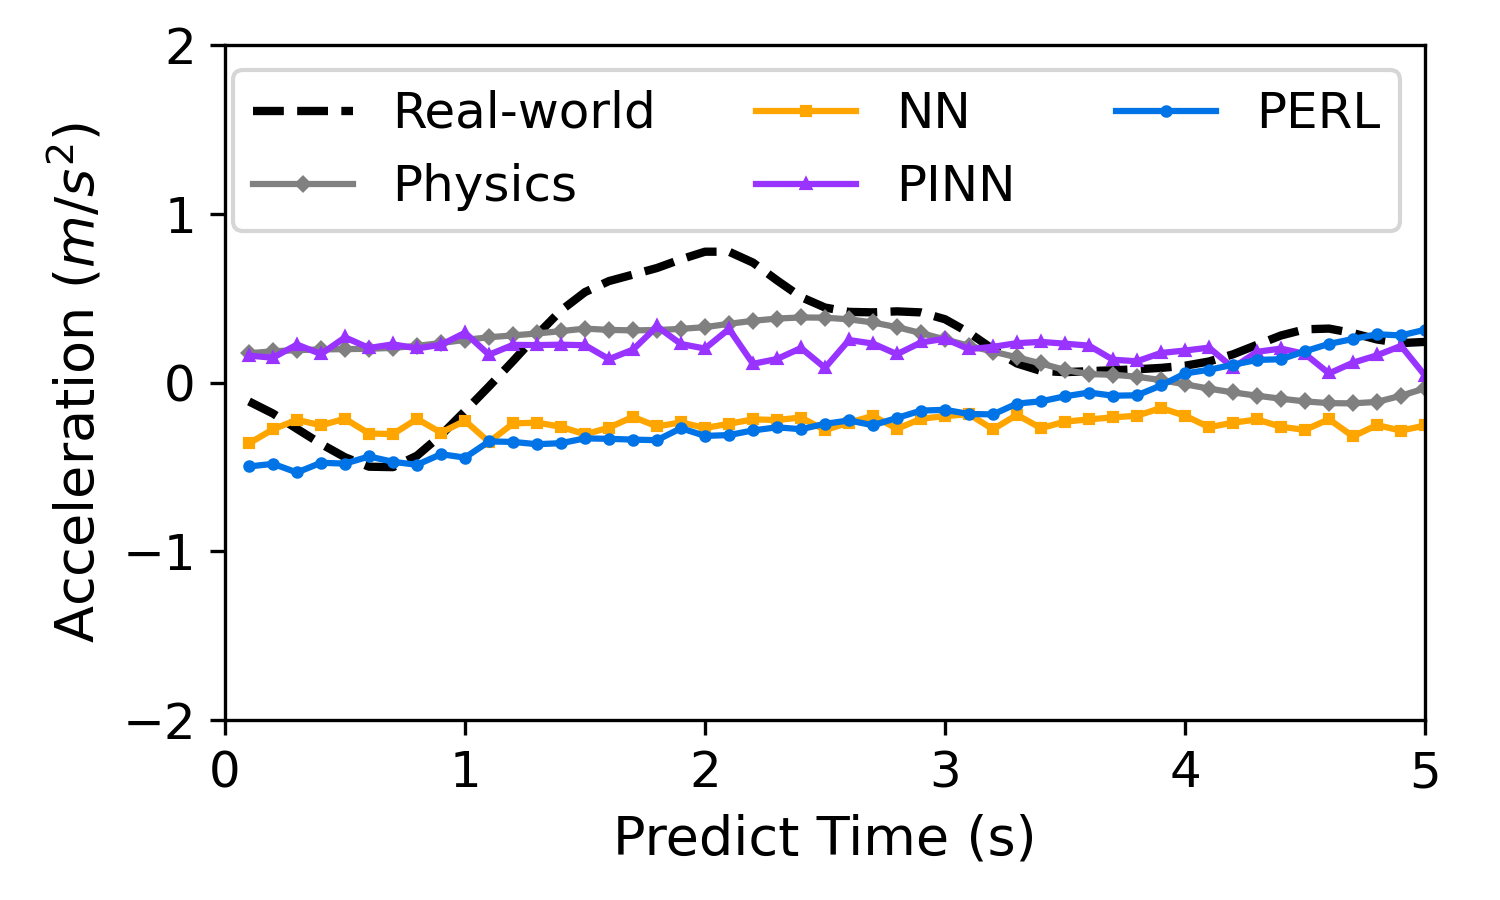 2
1
0
−1
−2
Acceleration (m/s²)
Real-world
Physics
NN
PINN
PERL
0 1 2 3 4 5
Predict Time (s)